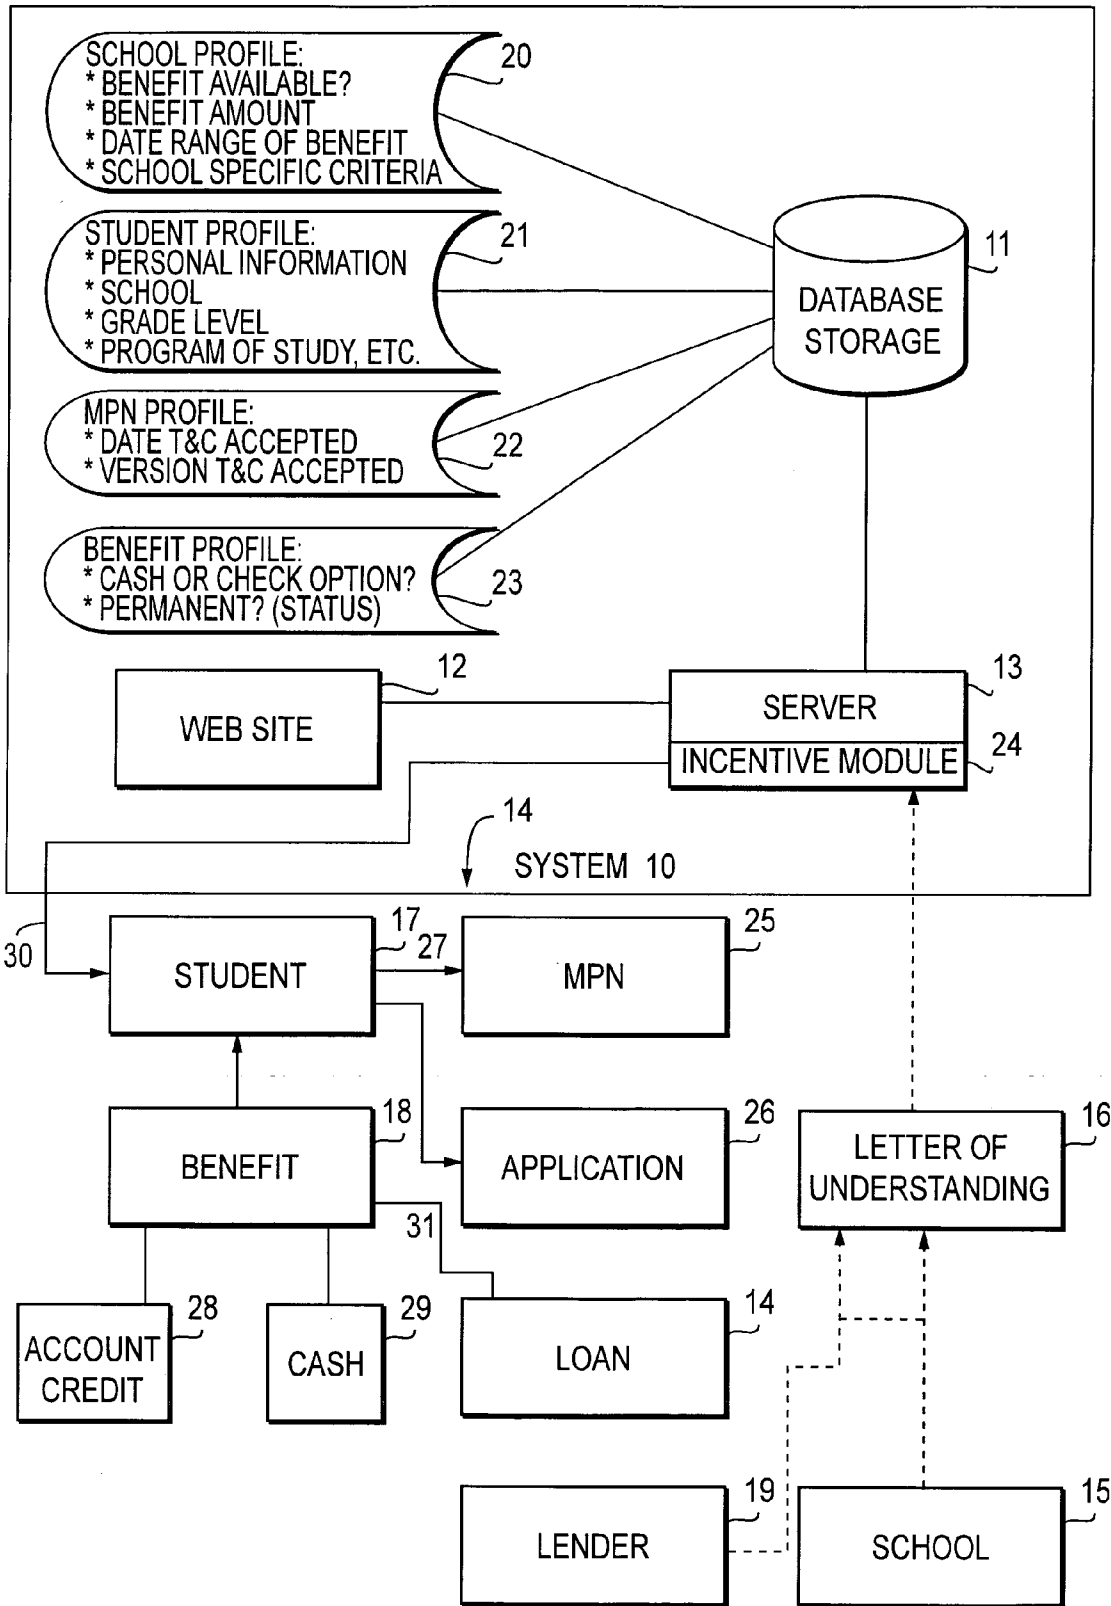 SCHOOL PROFILE:
* BENEFIT AVAILABLE?
* BENEFIT AMOUNT
* DATE RANGE OF BENEFIT
* SCHOOL SPECIFIC CRITERIA
20
STUDENT PROFILE:
* PERSONAL INFORMATION
* SCHOOL
* GRADE LEVEL
* PROGRAM OF STUDY, ETC.
21
MPN PROFILE:
* DATE T&C ACCEPTED
* VERSION T&C ACCEPTED
22
BENEFIT PROFILE:
* CASH OR CHECK OPTION?
* PERMANENT? (STATUS)
23
DATABASE
STORAGE
11
WEB SITE
12
SERVER
13
INCENTIVE MODULE
24
14
SYSTEM 10
30
STUDENT
17
27
MPN
25
BENEFIT
18
APPLICATION
26
LETTER OF
UNDERSTANDING
16
31
ACCOUNT
CREDIT
28
CASH
29
LOAN
14
LENDER
19
SCHOOL
15